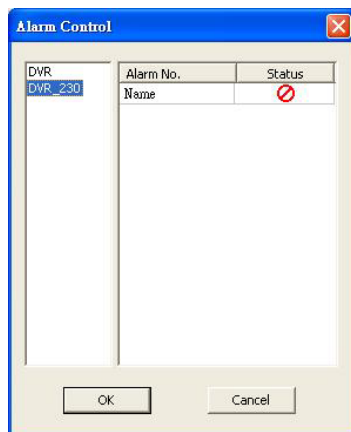 Alarm Control
DVR
DVR_230
Alarm No. Status
Name
OK Cancel